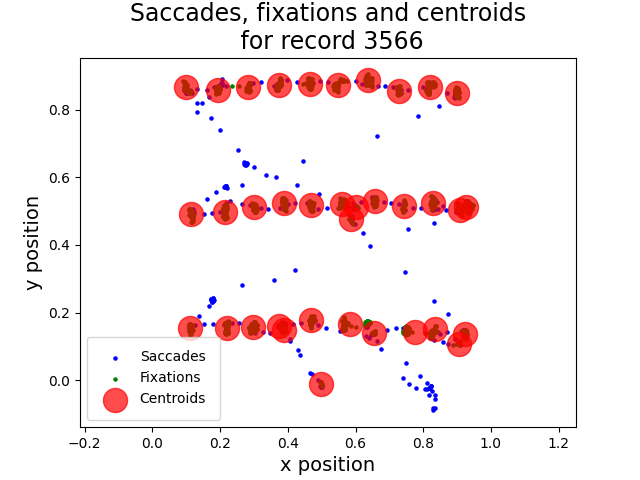 Saccades, fixations and centroids
for record 3566
y position
0.8
0.6
0.4
0.2
0.0
Saccades
Fixations
Centroids
−0.2 0.0 0.2 0.4 0.6 0.8 1.0 1.2
x position